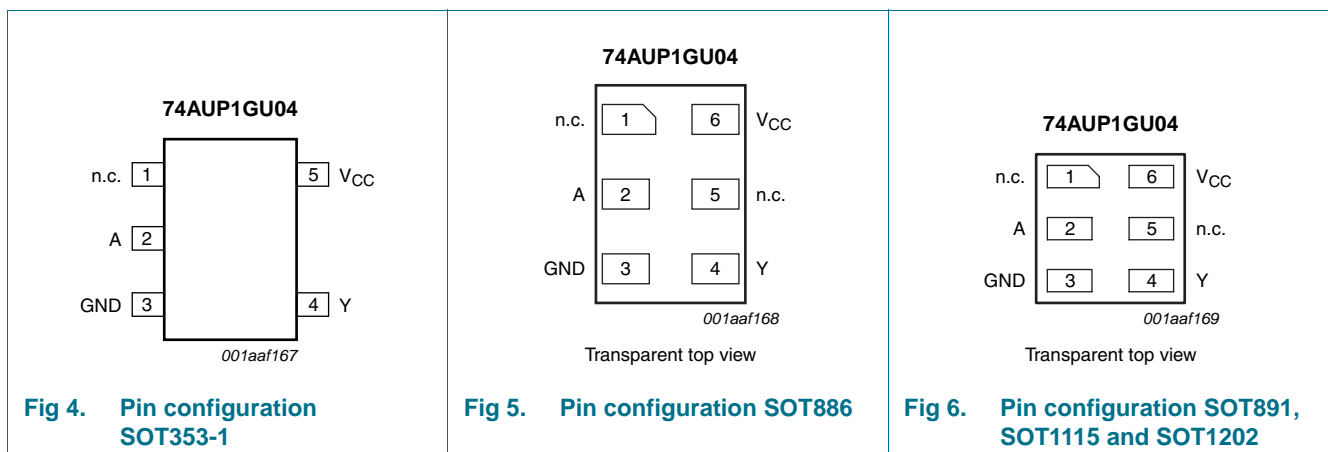 74AUP1GU04
n.c. 1 5 VCC
A 2
GND 3 4 Y
001aaf167
Fig 4. Pin configuration
SOT353-1
74AUP1GU04
n.c. 1 6 VCC
A 2 5 n.c.
GND 3 4 Y
001aaf168
Transparent top view
Fig 5. Pin configuration SOT886
74AUP1GU04
n.c. 1 6 VCC
A 2 5 n.c.
GND 3 4 Y
001aaf169
Transparent top view
Fig 6. Pin configuration SOT891,
SOT1115 and SOT1202